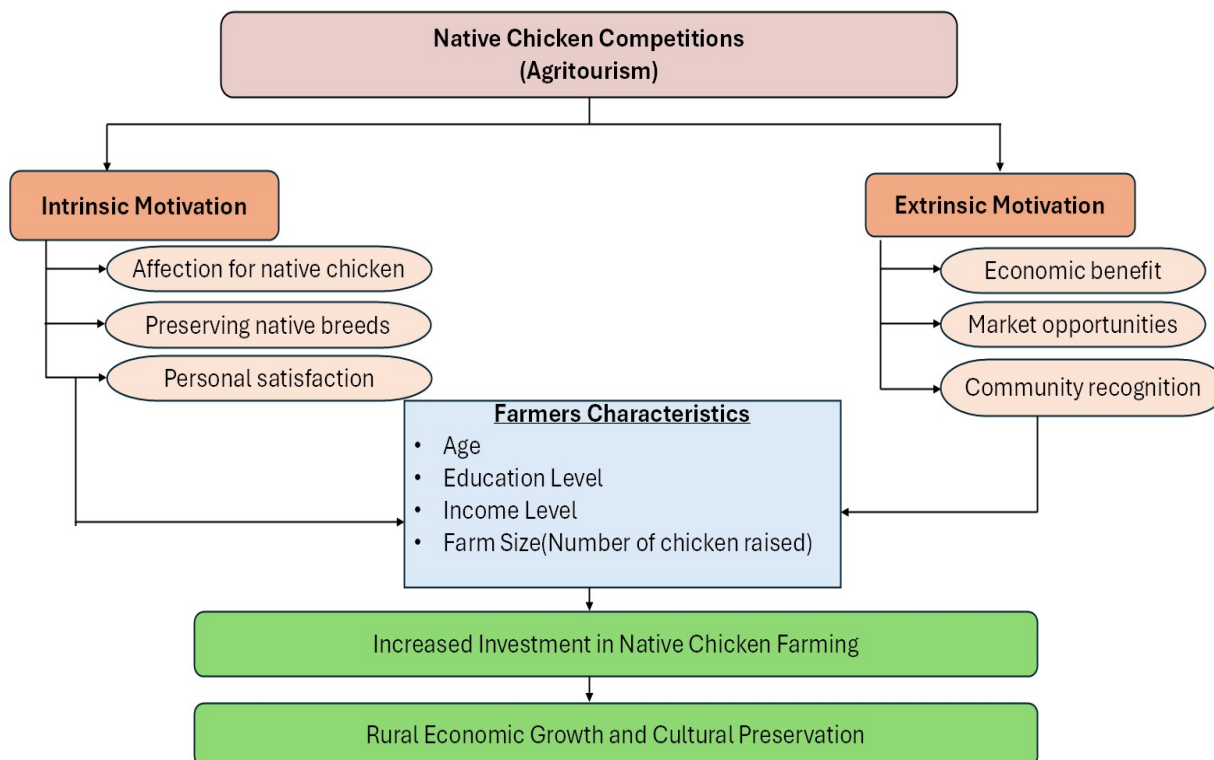 Native Chicken Competitions
(Agritourism)
Intrinsic Motivation
Affection for native chicken
Preserving native breeds
Personal satisfaction
Extrinsic Motivation
Economic benefit
Market opportunities
Community recognition
Farmers Characteristics
• Age
• Education Level
• Income Level
• Farm Size(Number of chicken raised)
Increased Investment in Native Chicken Farming
Rural Economic Growth and Cultural Preservation